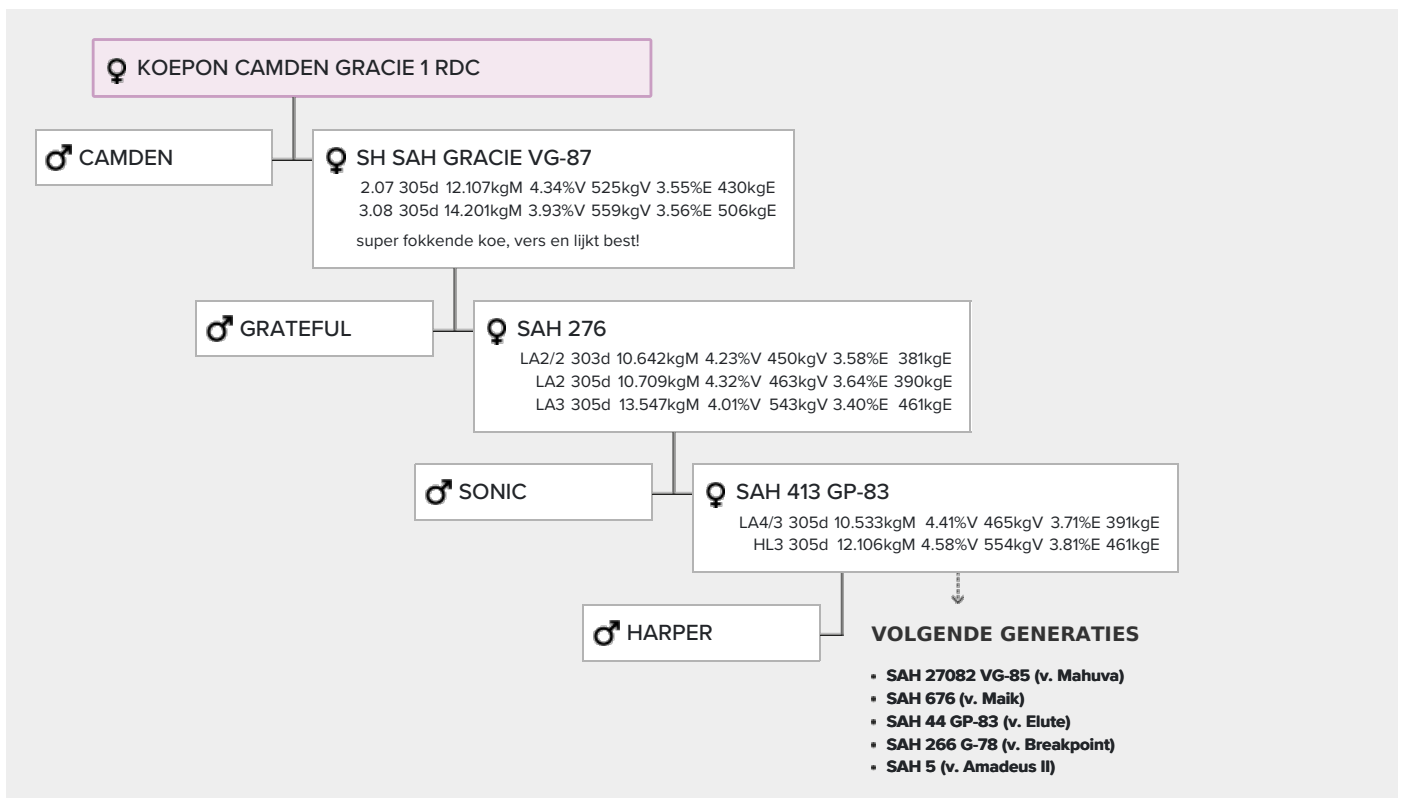 KOEPON CAMDEN GRACIE 1 RDC
CAMDEN
SH SAH GRACIE VG-87
2.07 305d 12.107kgM 4.34%V 525kgV 3.55%E 430kgE
3.08 305d 14.201kgM 3.93%V 559kgV 3.56%E 506kgE
super fokkende koe, vers en lijkt best!
GRATEFUL
SAH 276
LA2/2 303d 10.642kgM 4.23%V 450kgV 3.58%E 381kgE
LA2 305d 10.709kgM 4.32%V 463kgV 3.64%E 390kgE
LA3 305d 13.547kgM 4.01%V 543kgV 3.40%E 461kgE
SONIC
SAH 413 GP-83
LA4/3 305d 10.533kgM 4.41%V 465kgV 3.71%E 391kgE
HL3 305d 12.106kgM 4.58%V 554kgV 3.81%E 461kgE
HARPER
VOLGENDE GENERATIES
SAH 27082 VG-85 (v. Mahuva)
SAH 676 (v. Maik)
SAH 44 GP-83 (v. Elute)
SAH 266 G-78 (v. Breakpoint)
SAH 5 (v. Amadeus II)